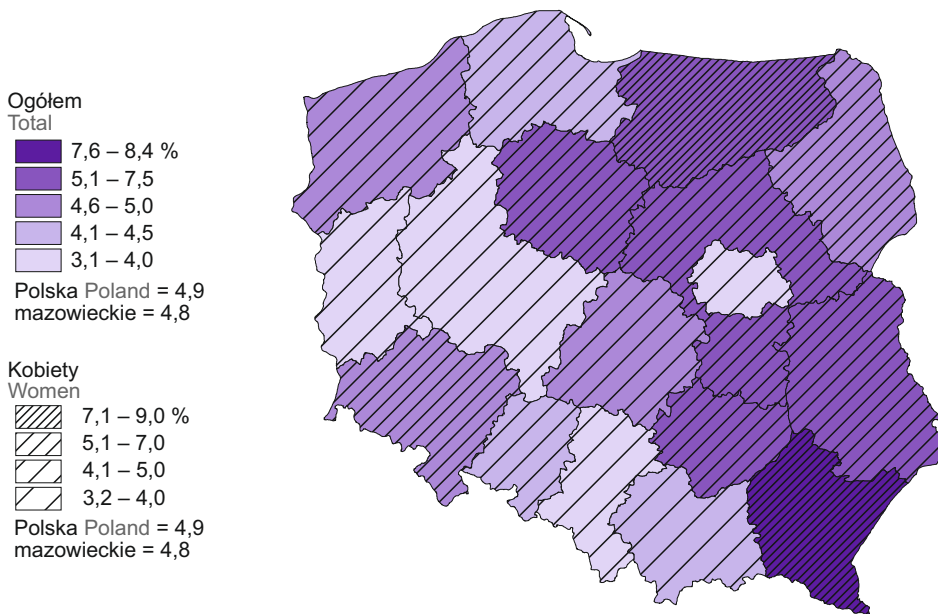 Ogółem
Total
7,6 – 8,4 %
5,1 – 7,5
4,6 – 5,0
4,1 – 4,5
3,1 – 4,0
Polska Poland = 4,9
mazowieckie = 4,8
Kobiety
Women
7,1 – 9,0 %
5,1 – 7,0
4,1 – 5,0
3,2 – 4,0
Polska Poland = 4,9
mazowieckie = 4,8